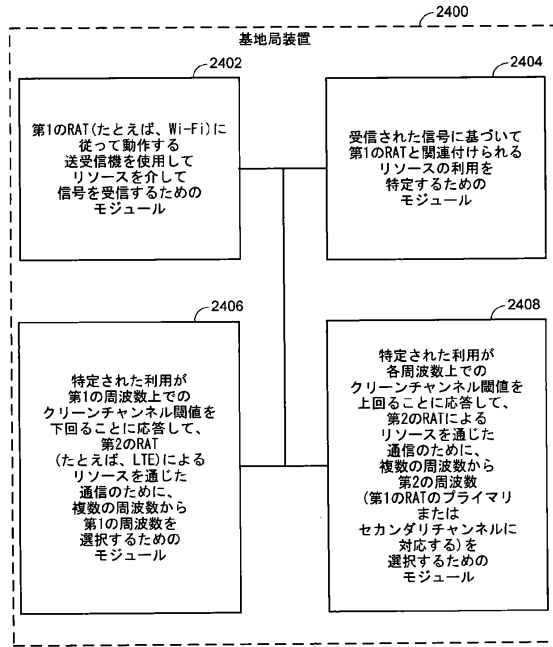 2400
基地局装置
2402
第1のRAT(たとえば、Wi-Fi)に
従って動作する
送受信機を使用して
リソースを介して
信号を受信するための
モジュール
2404
受信された信号に基づいて
第1のRATと関連付けられる
リソースの利用を
特定するための
モジュール
2406
特定された利用が
第1の周波数上での
クリーンチャンネル閾値を
下回ることに応答して、
第2のRAT
(たとえば、LTE)による
リソースを通じた
通信のために、
複数の周波数から
第1の周波数を
選択するための
モジュール
2408
特定された利用が
各周波数上での
クリーンチャンネル閾値を
上回ることに応答して、
第2のRATによる
リソースを通じた
通信のために、
複数の周波数から
第2の周波数
(第1のRATのプライマリ
または
セカンダリチャンネルに
対応する)を
選択するための
モジュール